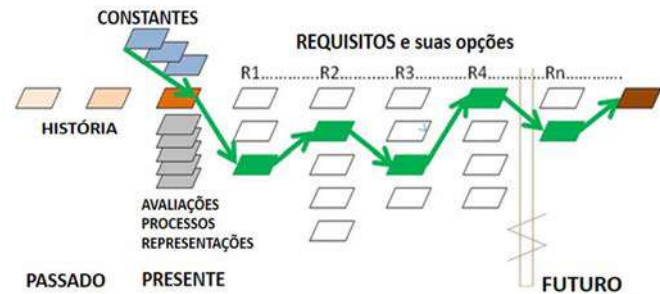 CONSTANTES
REQUISITOS e suas opções
R1...........R2...........R3...........R4...................Rn..............
HISTÓRIA
AVALIAÇÕES
PROCESSOS
REPRESENTAÇÕES
PASSADO PRESENTE FUTURO